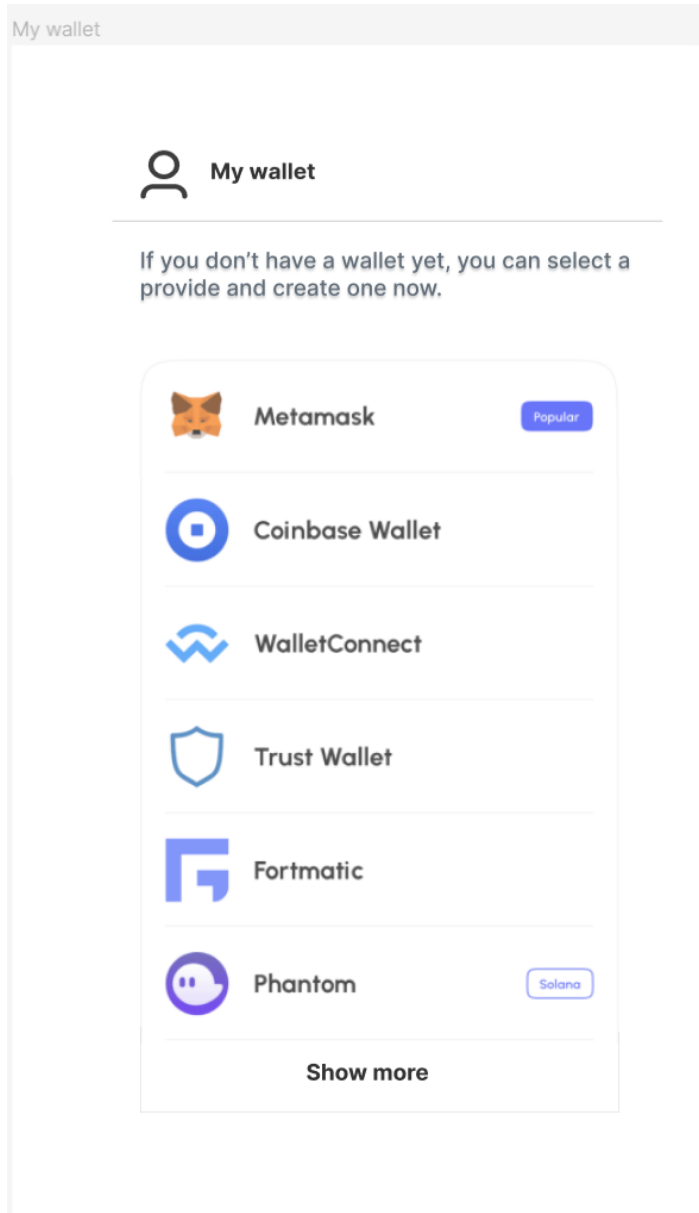 My wallet
My wallet
If you don’t have a wallet yet, you can select a
provide and create one now.
Metamask
Popular
Coinbase Wallet
WalletConnect
Trust Wallet
Fortmatic
Phantom
Solana
Show more